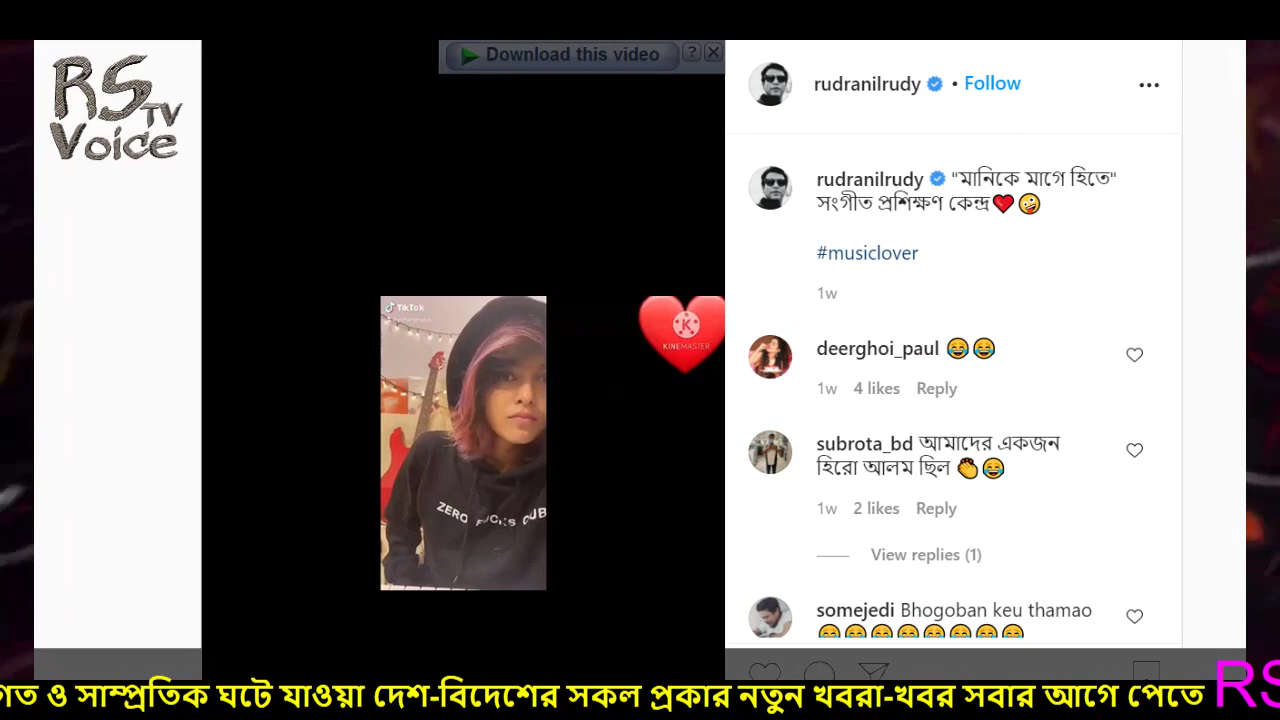 RS
TV
Voice
Download this video
?
rudranilrudy • Follow
rudranilrudy "মানিকে মাগে হিতে"
সংগীত প্রশিক্ষণ কেন্দ্র❤️🤪
#musiclover
1w
TikTok
K
KINEMASTER
deerghoi_paul 😂😂
1w 4 likes Reply
subrota_bd আমাদের একজন
হিরো আলম ছিল 👏😂
1w 2 likes Reply
View replies (1)
ZERO
somejedi Bhogoban keu thamao
😂😂😂😂😂😂😂😂
ও সাম্প্রতিক ঘটে যাওয়া দেশ-বিদেশের সকল প্রকার নতুন খবরা-খবর সবার আগে পেতে RS